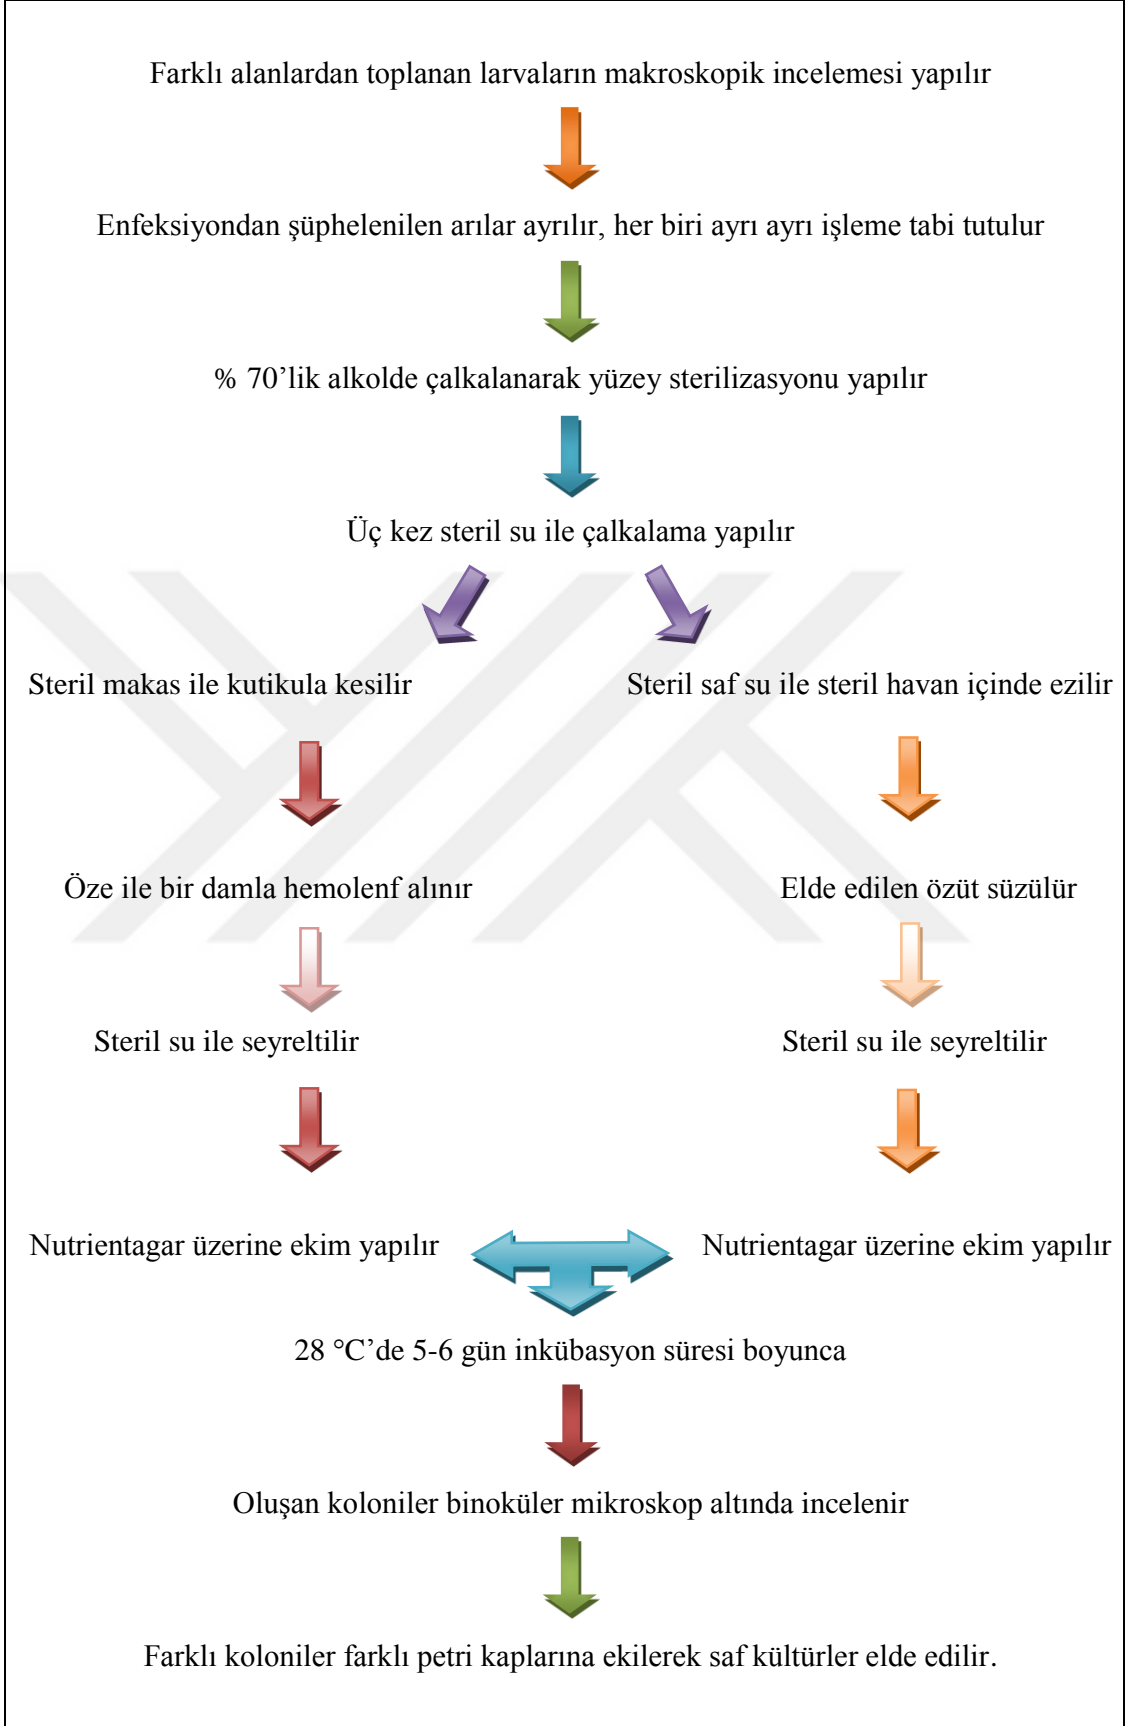 Farklı alanlardan toplanan larvaların makroskopik incelemesi yapılır
Enfeksiyondan şüphelenilen arılar ayrılır, her biri ayrı ayrı işleme tabi tutulur
% 70’lik alkolde çalkalanarak yüzey sterilizasyonu yapılır
Üç kez steril su ile çalkalama yapılır
Steril makas ile kutikula kesilir
Steril saf su ile steril havan içinde ezilir
Öze ile bir damla hemolenf alınır
Elde edilen özüt süzülür
Steril su ile seyreltilir
Steril su ile seyreltilir
Nutrientagar üzerine ekim yapılır
Nutrientagar üzerine ekim yapılır
28 °C’de 5-6 gün inkübasyon süresi boyunca
Oluşan koloniler binoküler mikroskop altında incelenir
Farklı koloniler farklı petri kaplarına ekilerek saf kültürler elde edilir.